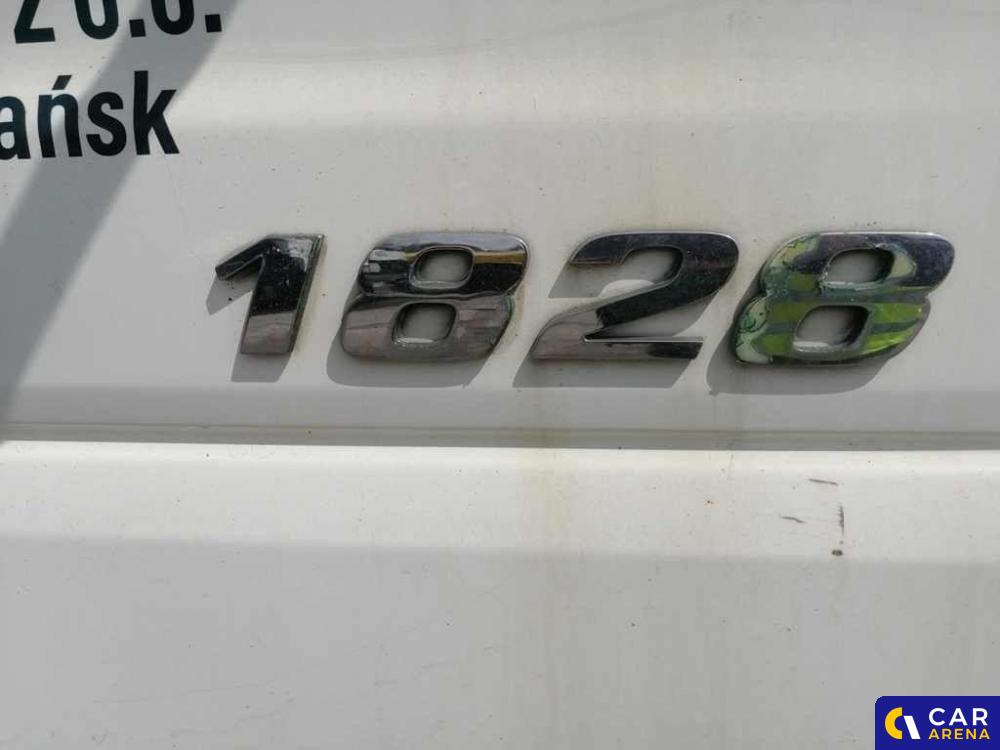 z o.o.
ańsk
1828
CAR
ARENA